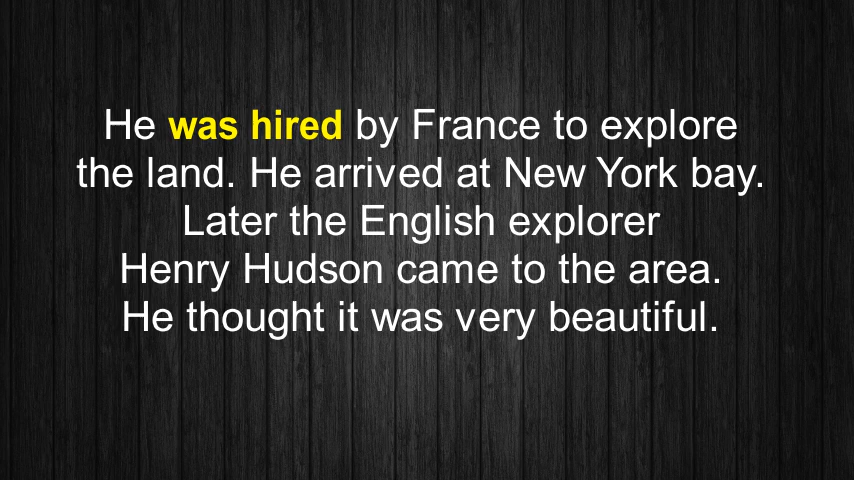 He was hired by France to explore
the land. He arrived at New York bay.
Later the English explorer
Henry Hudson came to the area.
He thought it was very beautiful.